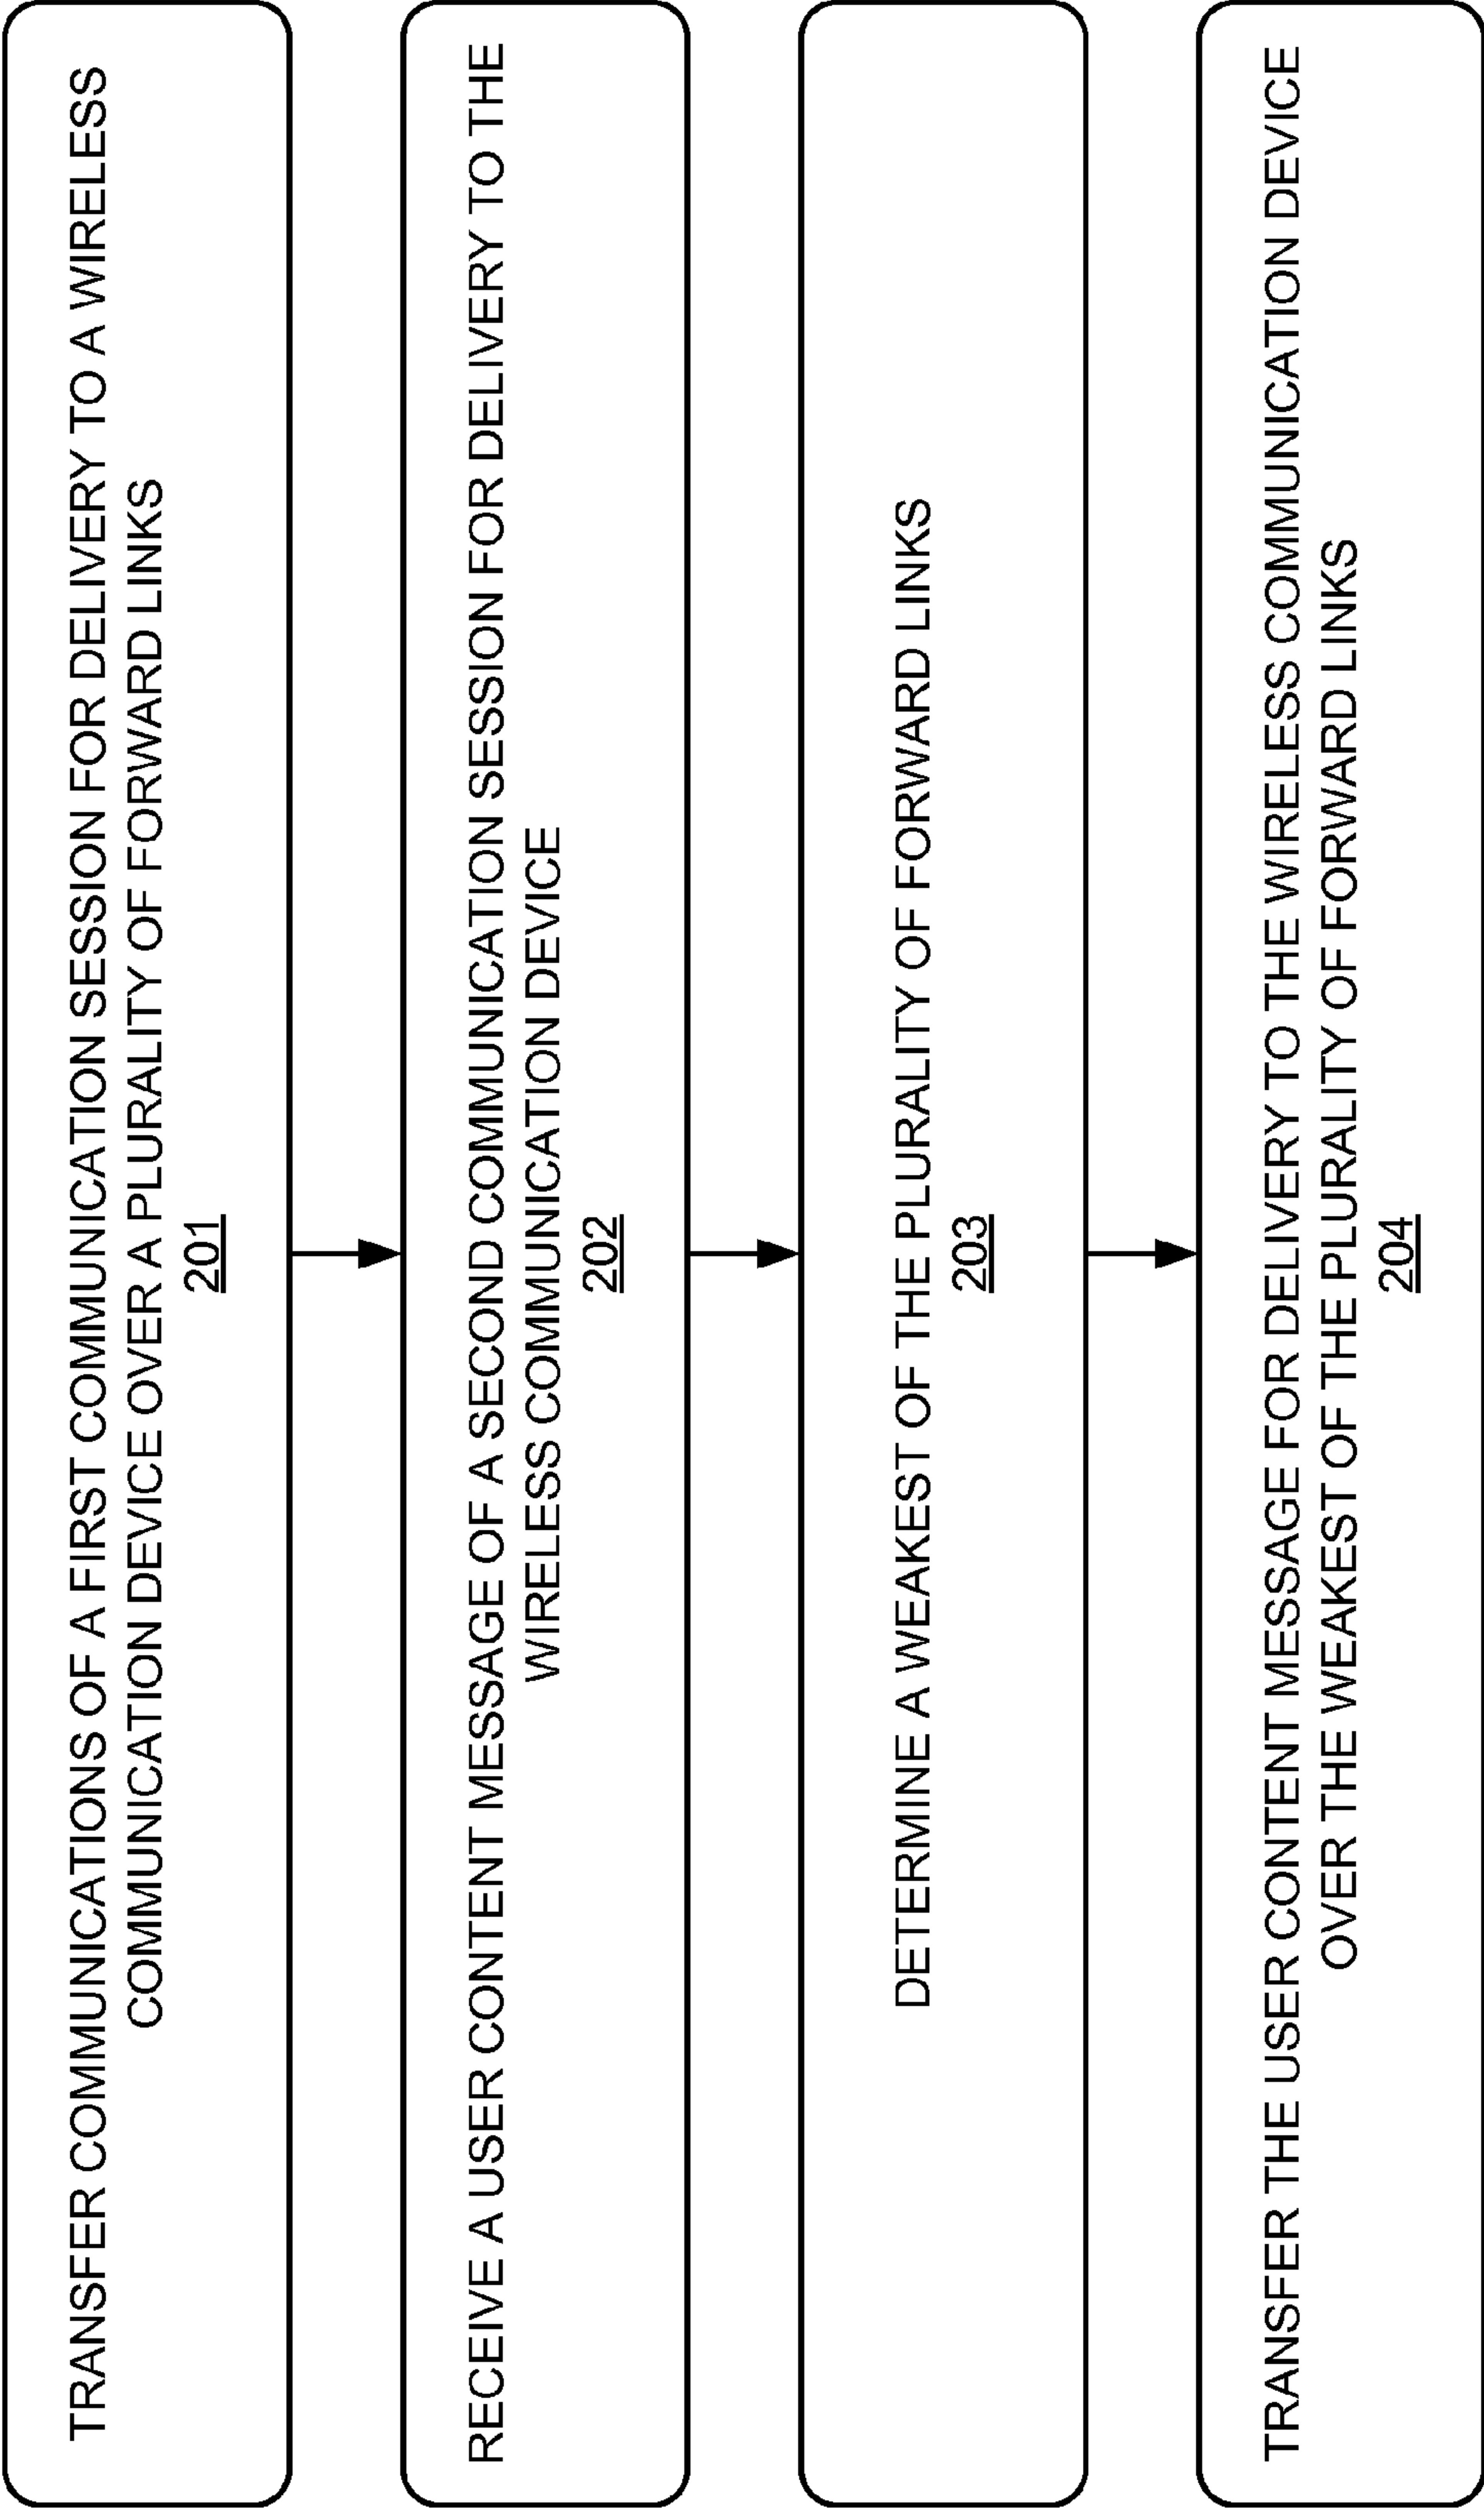 TRANSFER COMMUNICATIONS OF A FIRST COMMUNICATION SESSION FOR DELIVERY TO A WIRELESS
COMMUNICATION DEVICE OVER A PLURALITY OF FORWARD LINKS
201
RECEIVE A USER CONTENT MESSAGE OF A SECOND COMMUNICATION SESSION FOR DELIVERY TO THE
WIRELESS COMMUNICATION DEVICE
202
DETERMINE A WEAKEST OF THE PLURALITY OF FORWARD LINKS
203
TRANSFER THE USER CONTENT MESSAGE FOR DELIVERY TO THE WIRELESS COMMUNICATION DEVICE
OVER THE WEAKEST OF THE PLURALITY OF FORWARD LINKS
204